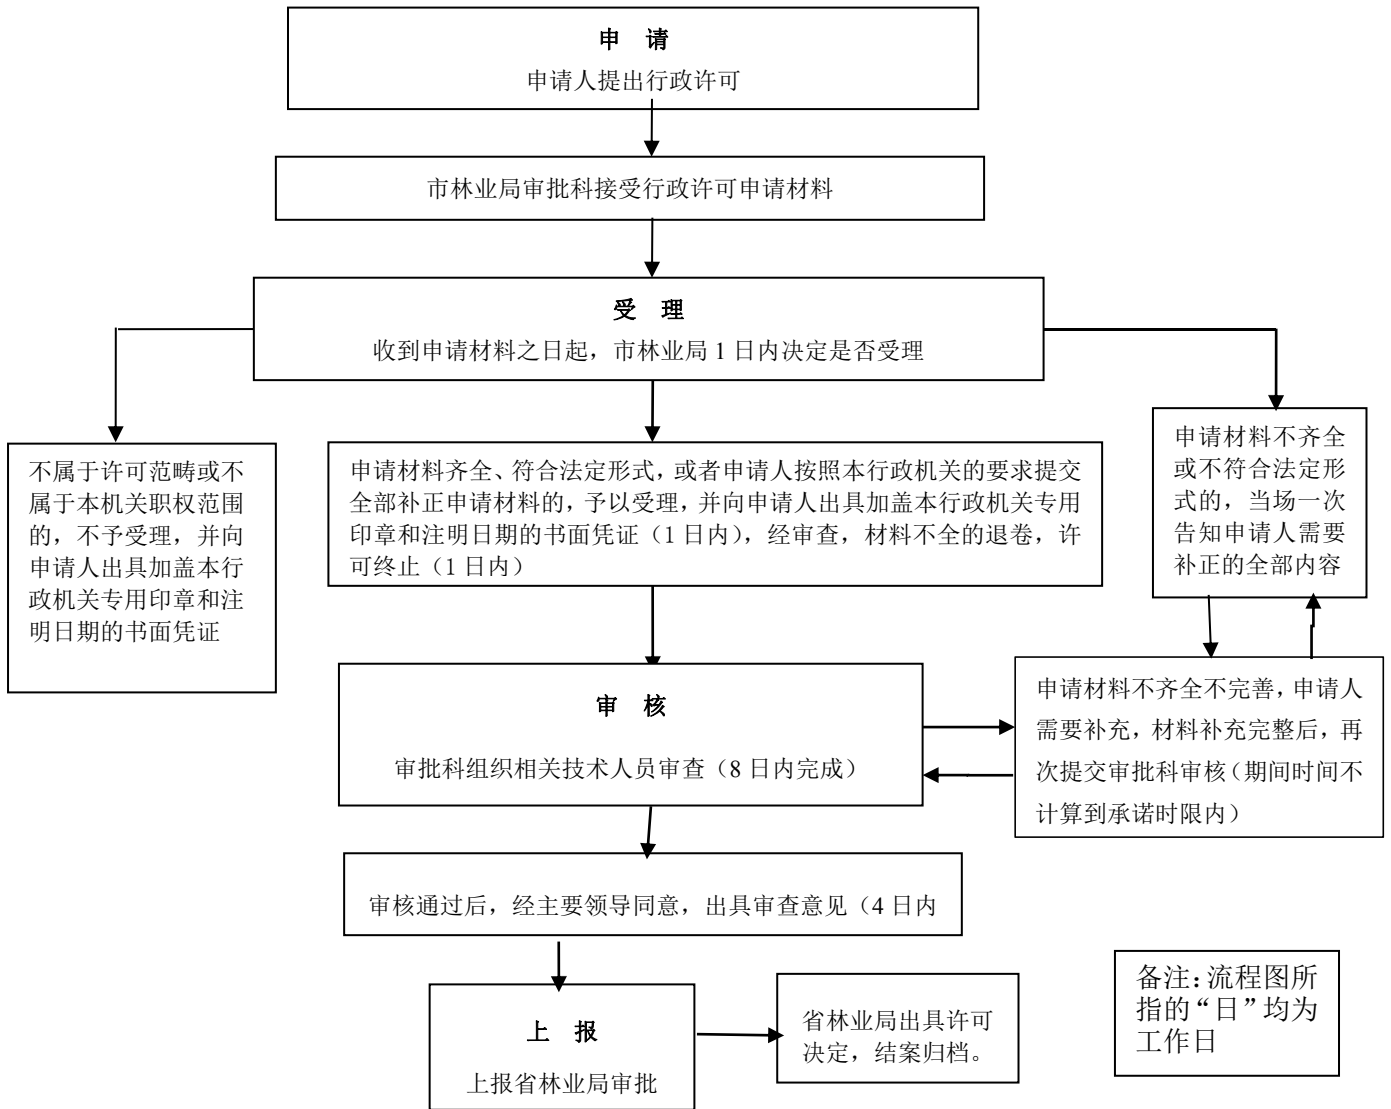 申 请
申请人提出行政许可
市林业局审批科接受行政许可申请材料
受 理
收到申请材料之日起，市林业局 1 日内决定是否受理
不属于许可范畴或不
属于本机关职权范围
的，不予受理，并向
申请人出具加盖本行
政机关专用印章和注
明日期的书面凭证
申请材料齐全、符合法定形式，或者申请人按照本行政机关的要求提交
全部补正申请材料的，予以受理，并向申请人出具加盖本行政机关专用
印章和注明日期的书面凭证（1 日内），经审查，材料不全的退卷，许
可终止（1 日内）
申请材料不齐全
或不符合法定形
式的，当场一次
告知申请人需要
补正的全部内容
审 核
审批科组织相关技术人员审查（8 日内完成）
申请材料不齐全不完善，申请人
需要补充，材料补充完整后，再
次提交审批科审核（期间时间不
计算到承诺时限内）
审核通过后，经主要领导同意，出具审查意见（4 日内
上 报
上报省林业局审批
省林业局出具许可
决定，结案归档。
备注：流程图所
指的“日”均为
工作日